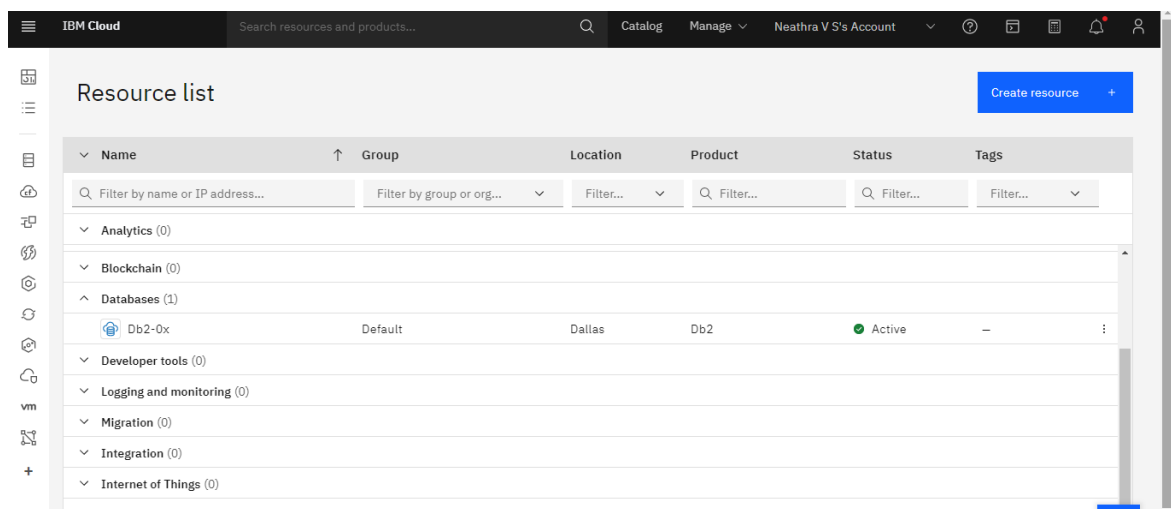 IBM Cloud Search resources and products... Catalog Manage Neathra V S's Account
Resource list
Create resource +
Name Group Location Product Status Tags
Filter by name or IP address... Filter by group or org... Filter... Filter... Filter... Filter...
Analytics (0)
Blockchain (0)
Databases (1)
Db2-0x Default Dallas Db2 Active –
Developer tools (0)
Logging and monitoring (0)
vm
Migration (0)
Integration (0)
+
Internet of Things (0)